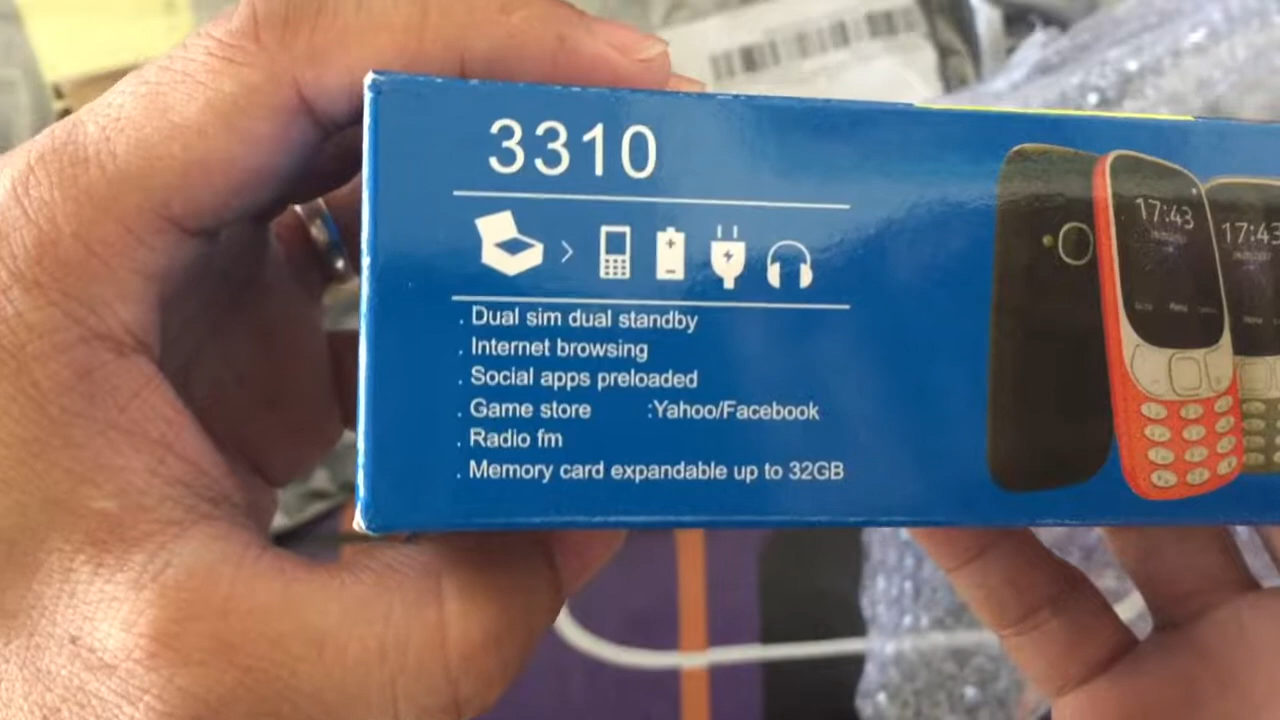 3310
. Dual sim dual standby
. Internet browsing
. Social apps preloaded
. Game store :Yahoo/Facebook
. Radio fm
. Memory card expandable up to 32GB
17:43
17:43